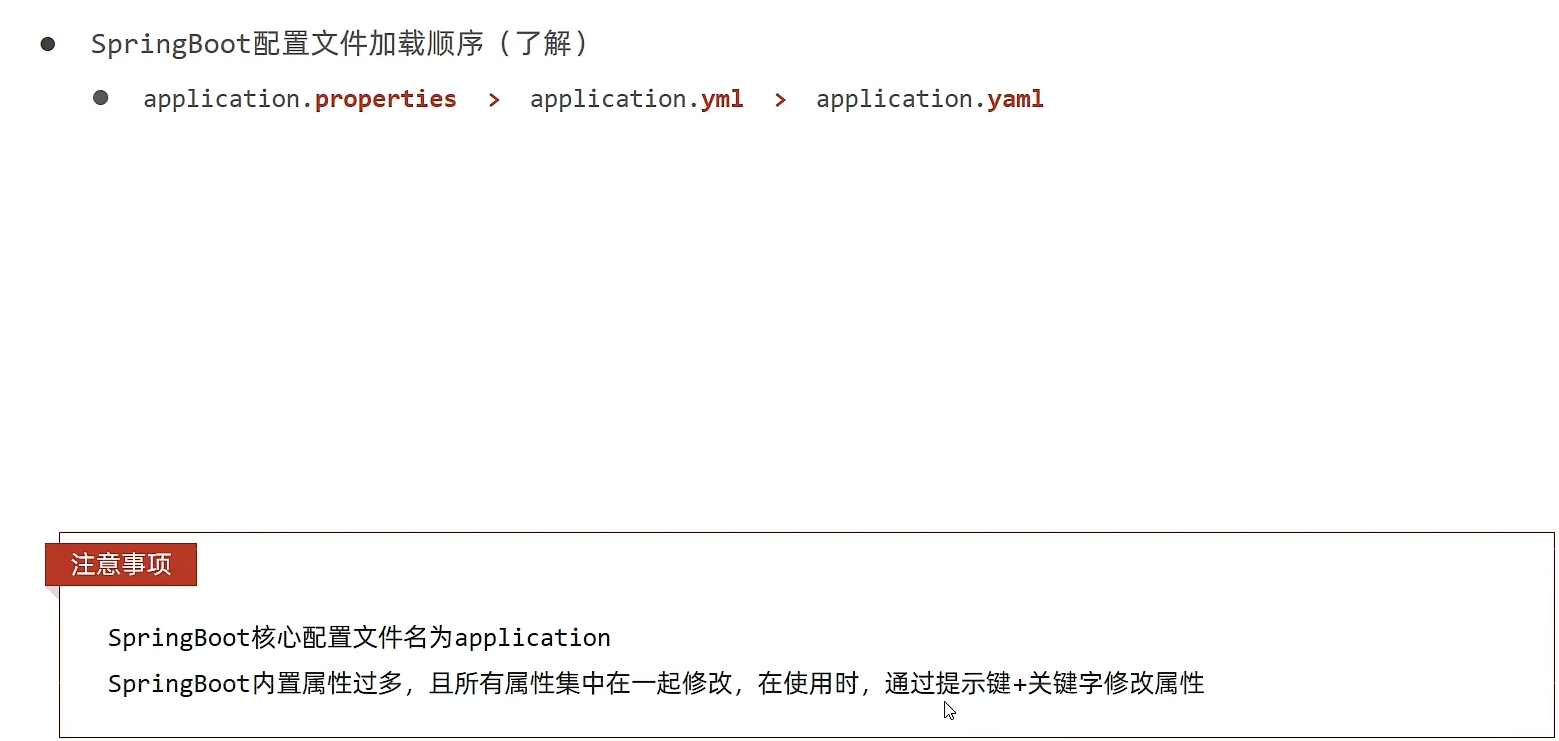 SpringBoot配置文件加载顺序（了解）
application.properties > application.yml > application.yaml
注意事项
SpringBoot核心配置文件名为application
SpringBoot内置属性过多，且所有属性集中在一起修改，在使用时，通过提示键+关键字修改属性